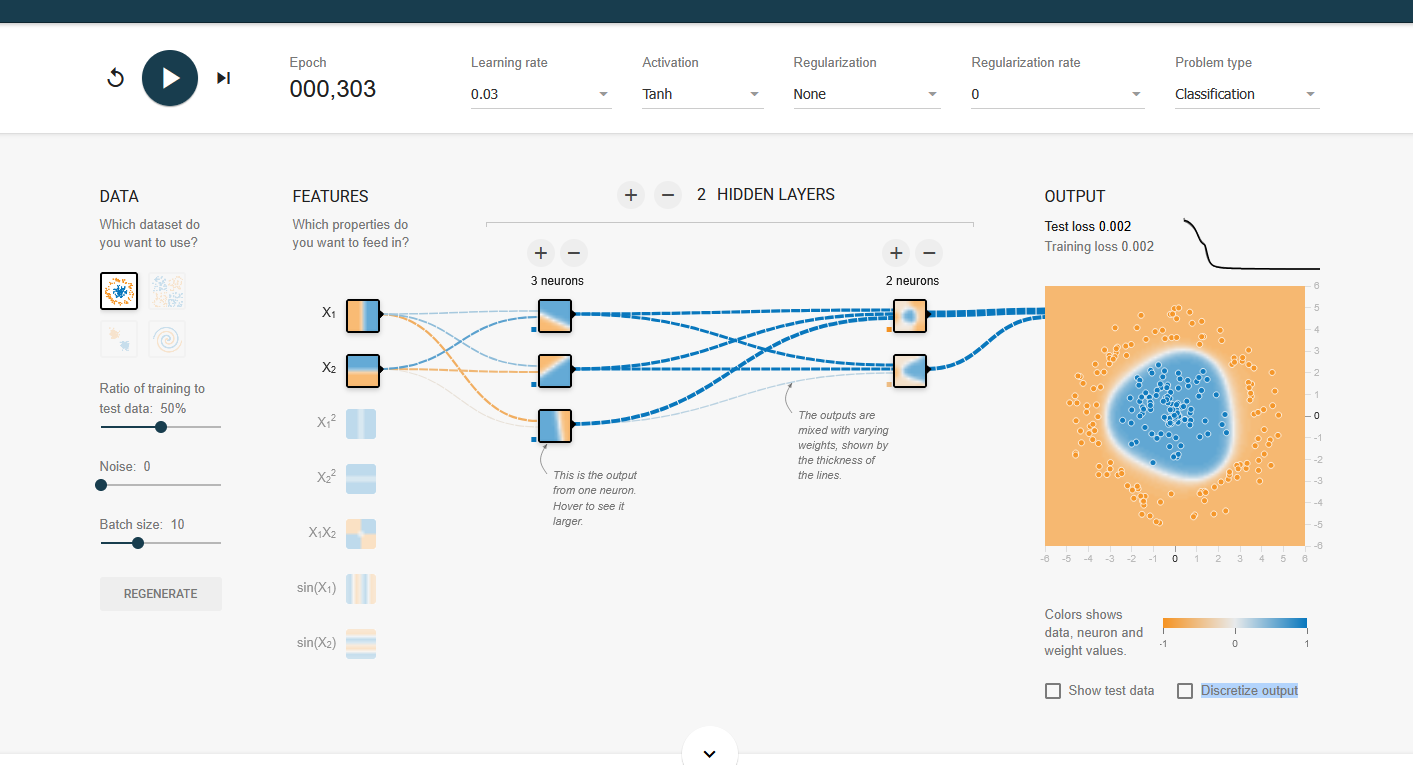 Epoch
000,303
Learning rate
0.03
Activation
Tanh
Regularization
None
Regularization rate
0
Problem type
Classification
DATA
Which dataset do
you want to use?
Ratio of training to
test data: 50%
Noise: 0
Batch size: 10
REGENERATE
FEATURES
Which properties do
you want to feed in?
X₁
X₂
X₁²
X₂²
X₁X₂
sin(X₁)
sin(X₂)
+
−
2 HIDDEN LAYERS
+
−
3 neurons
This is the output
from one neuron.
Hover to see it
larger.
+
−
2 neurons
The outputs are
mixed with varying
weights, shown by
the thickness of
the lines.
OUTPUT
Test loss 0.002
Training loss 0.002
6
5
4
3
2
1
0
-1
-2
-3
-4
-5
-6
-6 -5 -4 -3 -2 -1 0 1 2 3 4 5 6
Colors shows
data, neuron and
weight values.
-1 0 1
Show test data
Discretize output